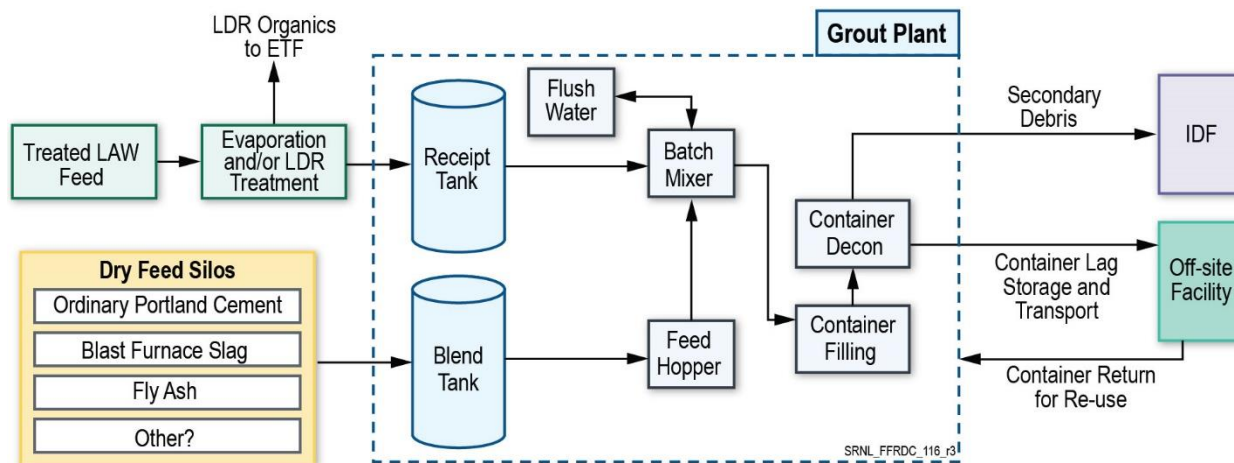 LDR Organics
to ETF
Grout Plant
Treated LAW
Feed
Evaporation
and/or LDR
Treatment
Receipt
Tank
Flush
Water
Batch
Mixer
Secondary
Debris
IDF
Container
Decon
Container Lag
Storage and
Transport
Off-site
Facility
Dry Feed Silos
Ordinary Portland Cement
Blast Furnace Slag
Fly Ash
Other?
Blend
Tank
Feed
Hopper
Container
Filling
Container Return
for Re-use
SRNL_FFRDC_116_r3